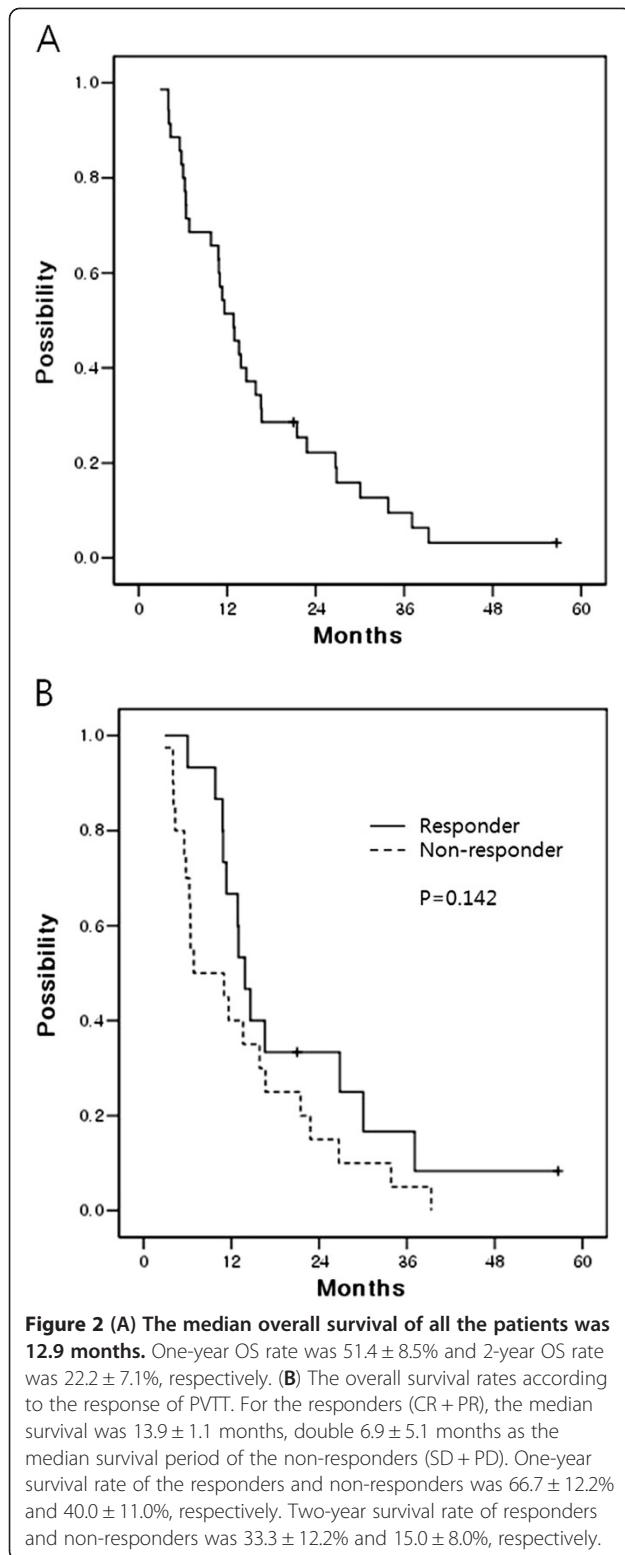 A
1.0
0.8
0.6
0.4
0.2
0.0
Possibility
0 12 24 36 48 60
Months
B
1.0
0.8
0.6
0.4
0.2
0.0
Possibility
Responder
Non-responder
P=0.142
0 12 24 36 48 60
Months
Figure 2 (A) The median overall survival of all the patients was
12.9 months. One-year OS rate was 51.4 ± 8.5% and 2-year OS rate
was 22.2 ± 7.1%, respectively. (B) The overall survival rates according
to the response of PVTT. For the responders (CR + PR), the median
survival was 13.9 ± 1.1 months, double 6.9 ± 5.1 months as the
median survival period of the non-responders (SD + PD). One-year
survival rate of the responders and non-responders was 66.7 ± 12.2%
and 40.0 ± 11.0%, respectively. Two-year survival rate of responders
and non-responders was 33.3 ± 12.2% and 15.0 ± 8.0%, respectively.